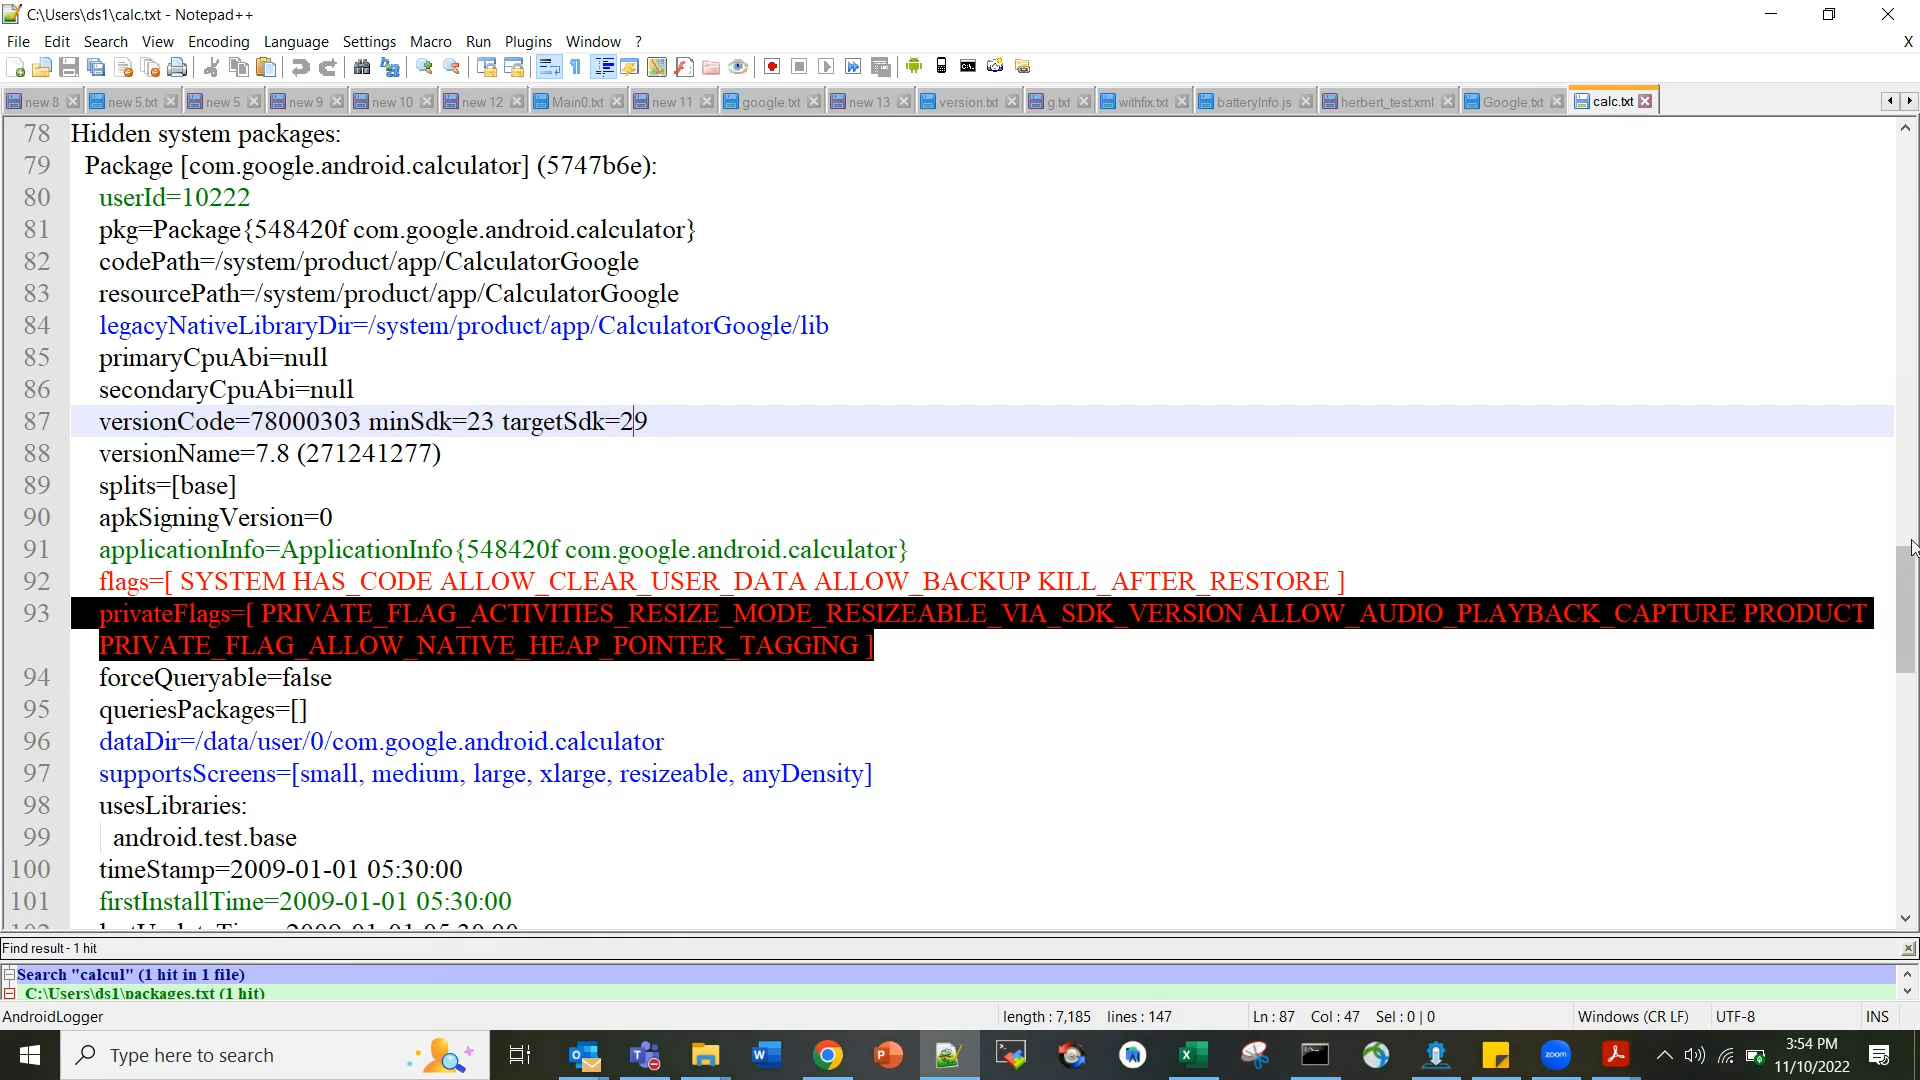 C:\Users\ds1\calc.txt - Notepad++
File Edit Search View Encoding Language Settings Macro Run Plugins Window ? X
new 8 new 5.txt new 5 new 9 new 10 new 12 Main0.txt new 11 google.txt new 13 version.txt g.txt withfix.txt batteryInfo.js herbert_test.xml Google.txt calc.txt
78 Hidden system packages:
79 Package [com.google.android.calculator] (5747b6e):
80 userId=10222
81 pkg=Package{548420f com.google.android.calculator}
82 codePath=/system/product/app/CalculatorGoogle
83 resourcePath=/system/product/app/CalculatorGoogle
84 legacyNativeLibraryDir=/system/product/app/CalculatorGoogle/lib
85 primaryCpuAbi=null
86 secondaryCpuAbi=null
87 versionCode=78000303 minSdk=23 targetSdk=29
88 versionName=7.8 (271241277)
89 splits=[base]
90 apkSigningVersion=0
91 applicationInfo=ApplicationInfo{548420f com.google.android.calculator}
92 flags=[ SYSTEM HAS_CODE ALLOW_CLEAR_USER_DATA ALLOW_BACKUP KILL_AFTER_RESTORE ]
93 privateFlags=[ PRIVATE_FLAG_ACTIVITIES_RESIZE_MODE_RESIZEABLE_VIA_SDK_VERSION ALLOW_AUDIO_PLAYBACK_CAPTURE PRODUCT
PRIVATE_FLAG_ALLOW_NATIVE_HEAP_POINTER_TAGGING ]
94 forceQueryable=false
95 queriesPackages=[]
96 dataDir=/data/user/0/com.google.android.calculator
97 supportsScreens=[small, medium, large, xlarge, resizeable, anyDensity]
98 usesLibraries:
99 android.test.base
100 timeStamp=2009-01-01 05:30:00
101 firstInstallTime=2009-01-01 05:30:00
Find result - 1 hit
Search "calcul" (1 hit in 1 file)
C:\Users\ds1\packages.txt (1 hit)
AndroidLogger length : 7,185 lines : 147 Ln : 87 Col : 47 Sel : 0 | 0 Windows (CR LF) UTF-8 INS
Type here to search
zoom
3:54 PM
11/10/2022